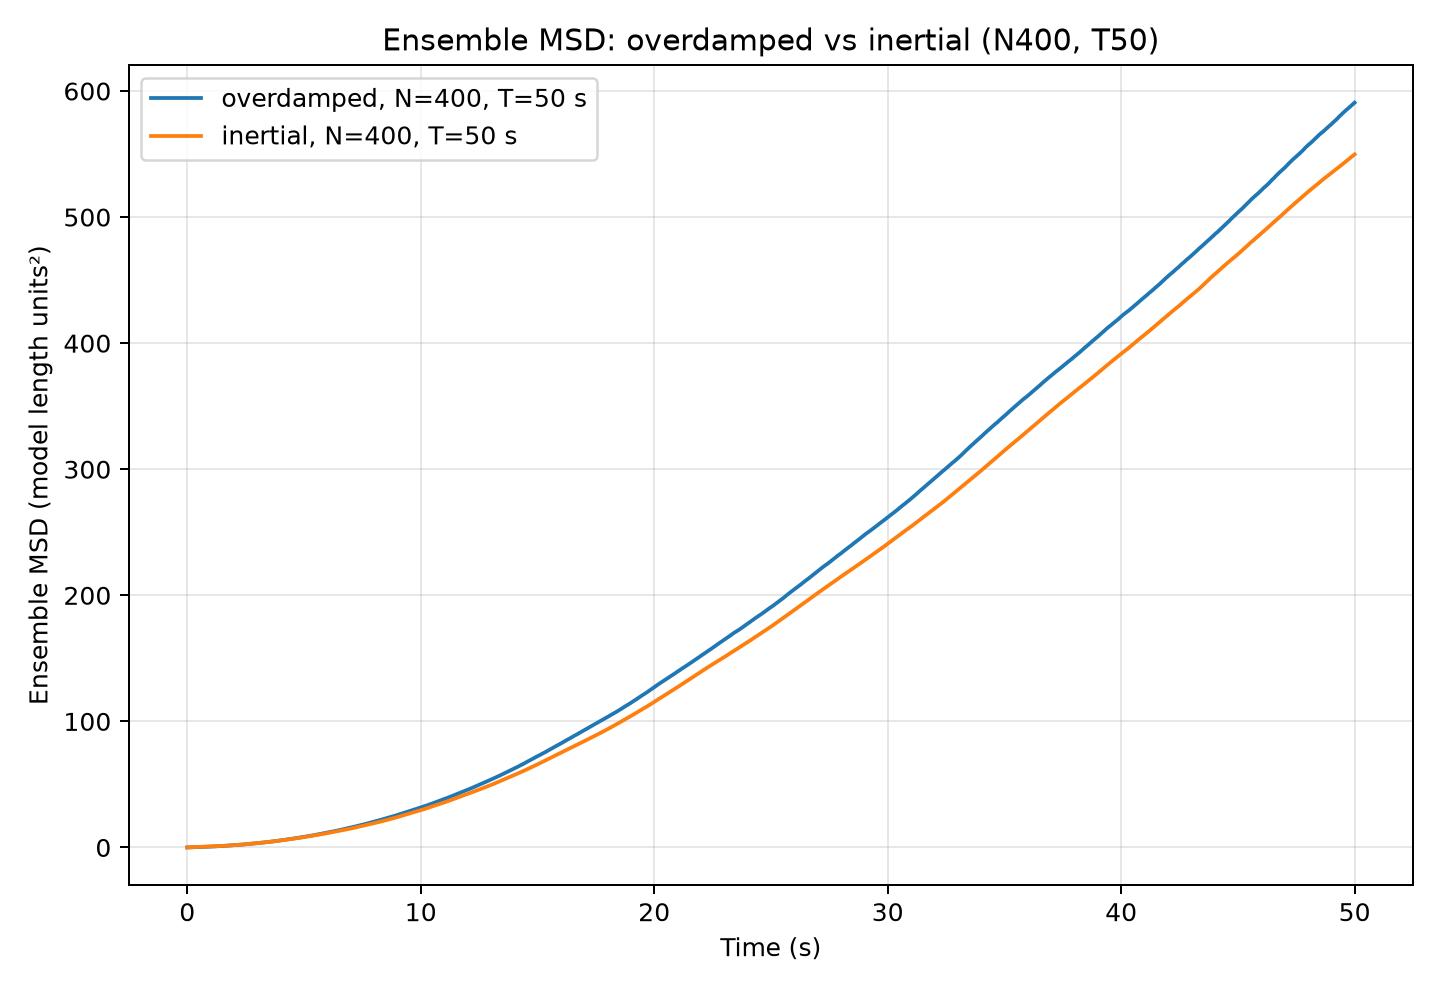 Ensemble MSD: overdamped vs inertial (N400, T50)
overdamped, N=400, T=50 s
inertial, N=400, T=50 s
Ensemble MSD (model length units²)
600
500
400
300
200
100
0
0 10 20 30 40 50
Time (s)